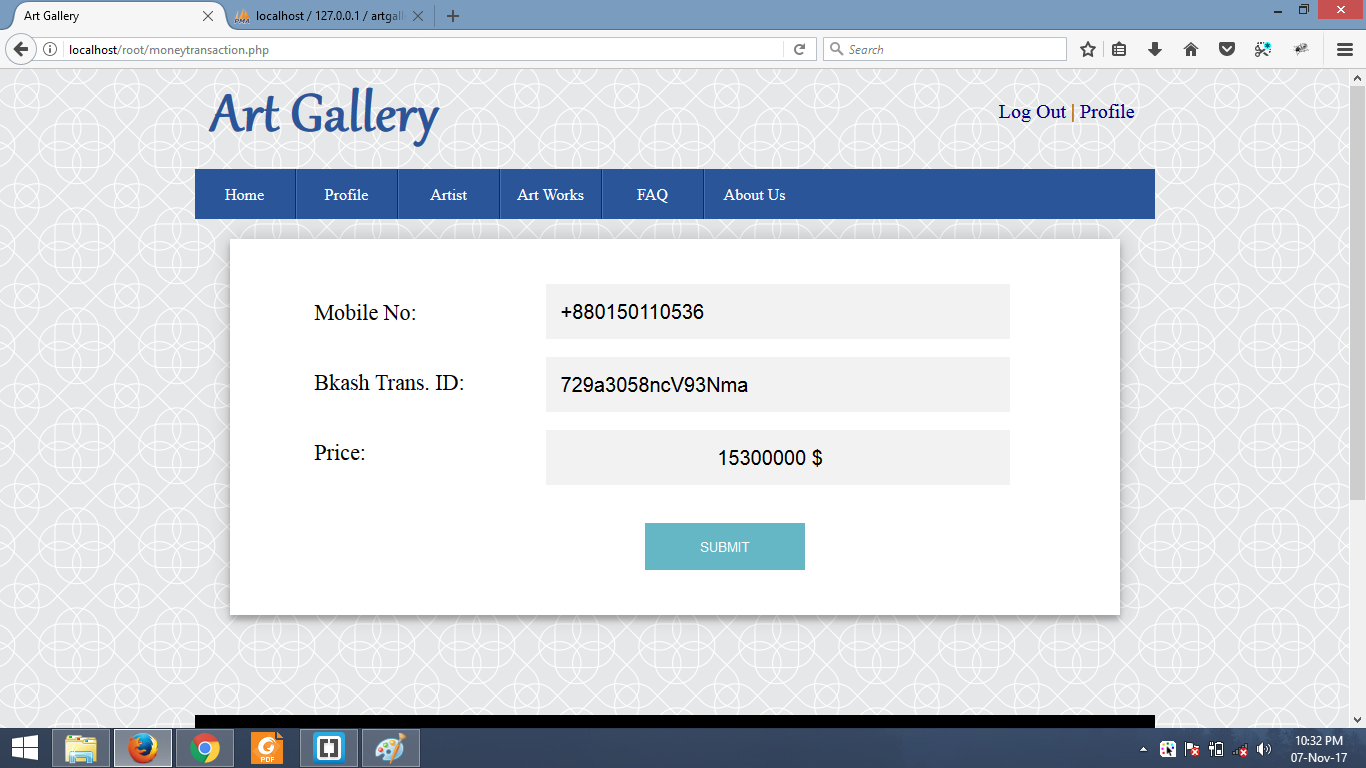 Art Gallery
localhost / 127.0.0.1 / artgall
localhost/root/moneytransaction.php
Search
Art Gallery
Log Out | Profile
Home Profile Artist Art Works FAQ About Us
Mobile No: +880150110536
Bkash Trans. ID: 729a3058ncV93Nma
Price: 15300000 $
SUBMIT
PDF
10:32 PM
07-Nov-17